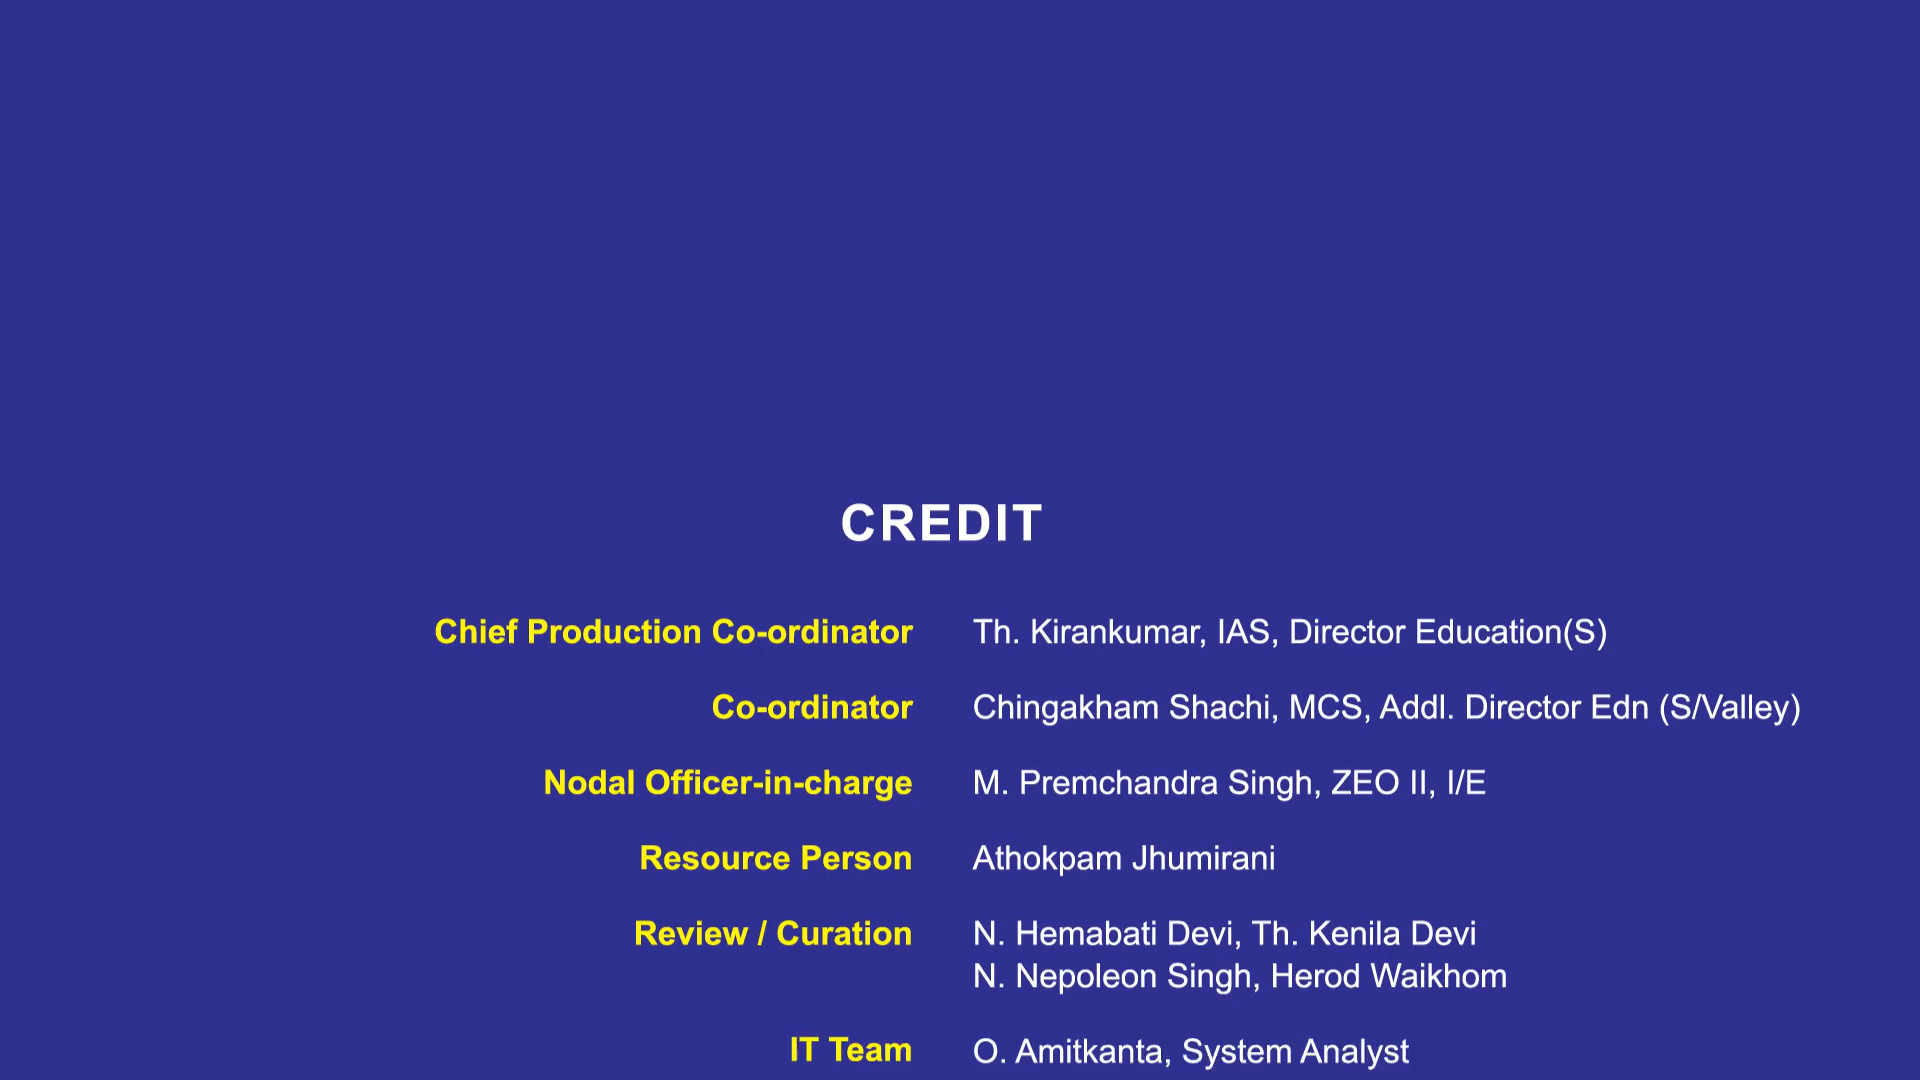 CREDIT
Chief Production Co-ordinator Th. Kirankumar, IAS, Director Education(S)
Co-ordinator Chingakham Shachi, MCS, Addl. Director Edn (S/Valley)
Nodal Officer-in-charge M. Premchandra Singh, ZEO II, I/E
Resource Person Athokpam Jhumirani
Review / Curation N. Hemabati Devi, Th. Kenila Devi
N. Nepoleon Singh, Herod Waikhom
IT Team O. Amitkanta, System Analyst